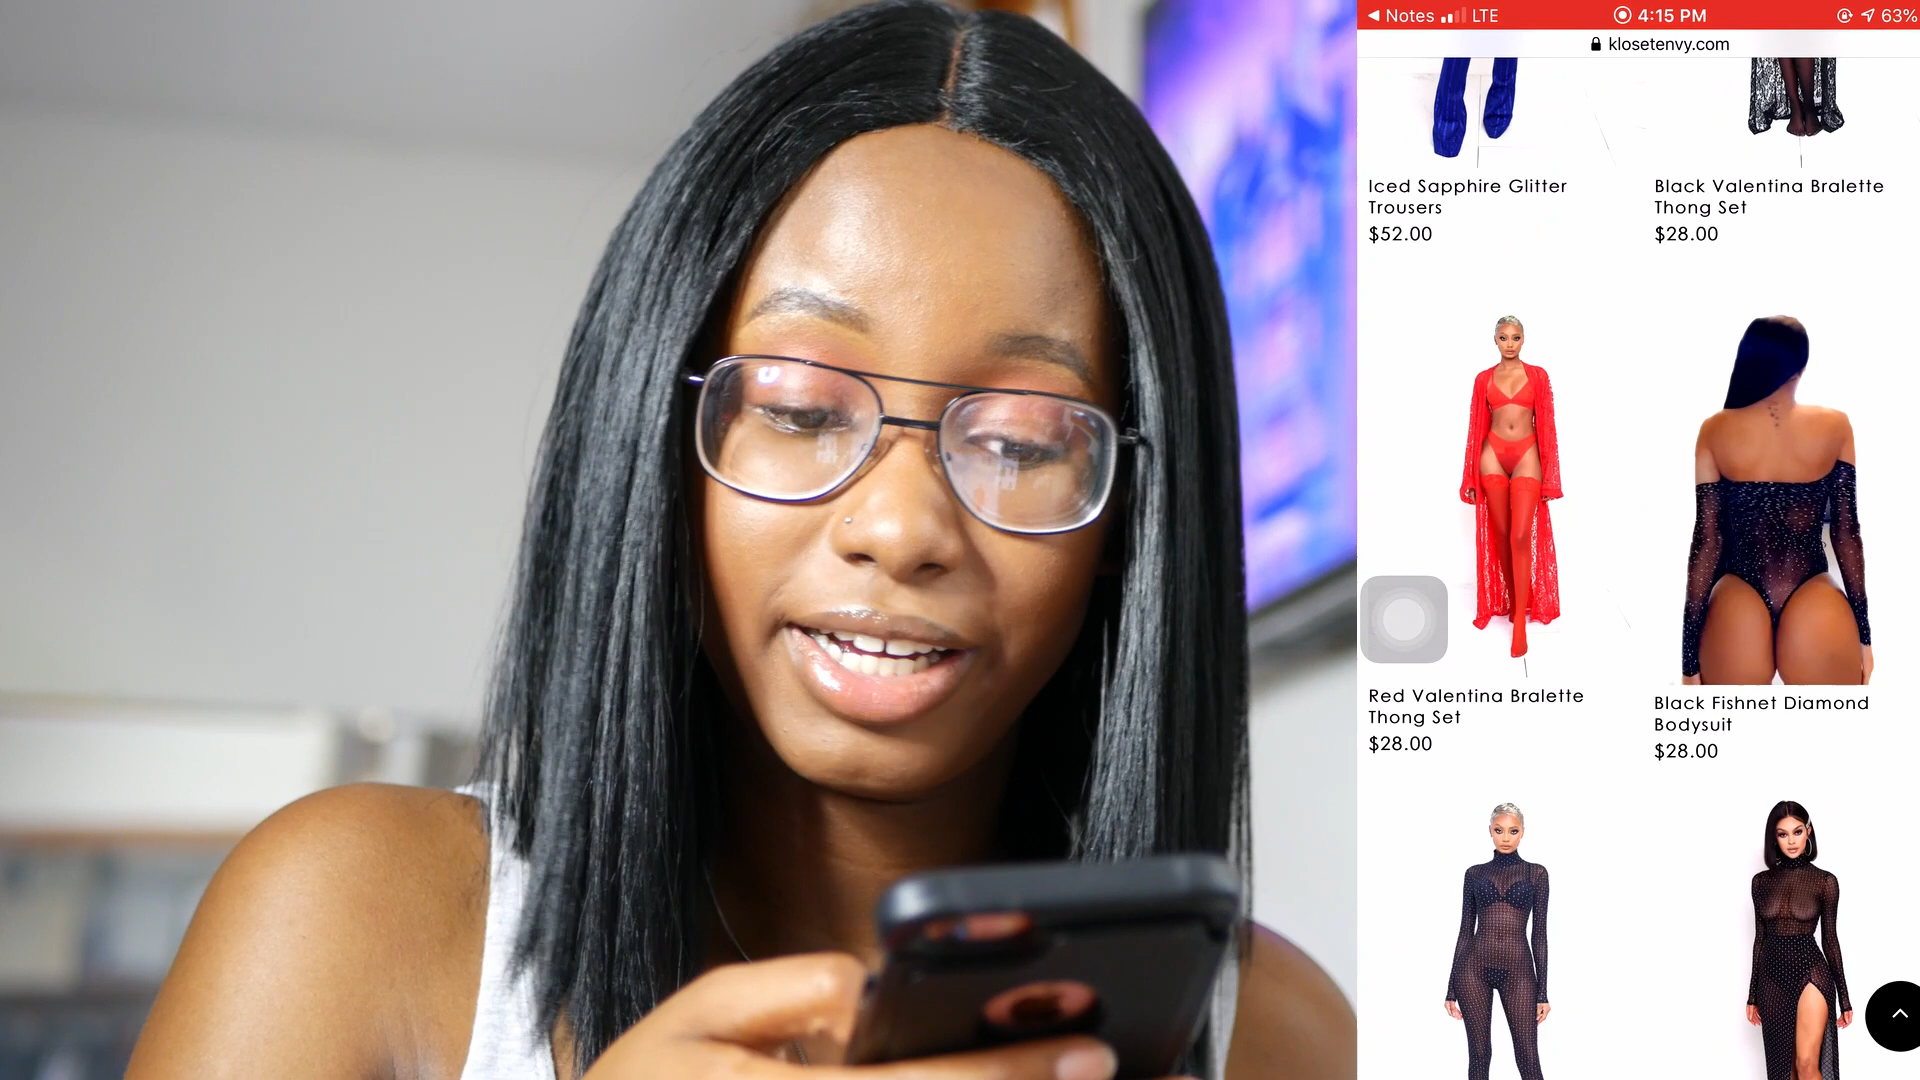 Notes LTE 4:15 PM 63%
klosetenvy.com
Iced Sapphire Glitter
Trousers
$52.00
Black Valentina Bralette
Thong Set
$28.00
Red Valentina Bralette
Thong Set
$28.00
Black Fishnet Diamond
Bodysuit
$28.00